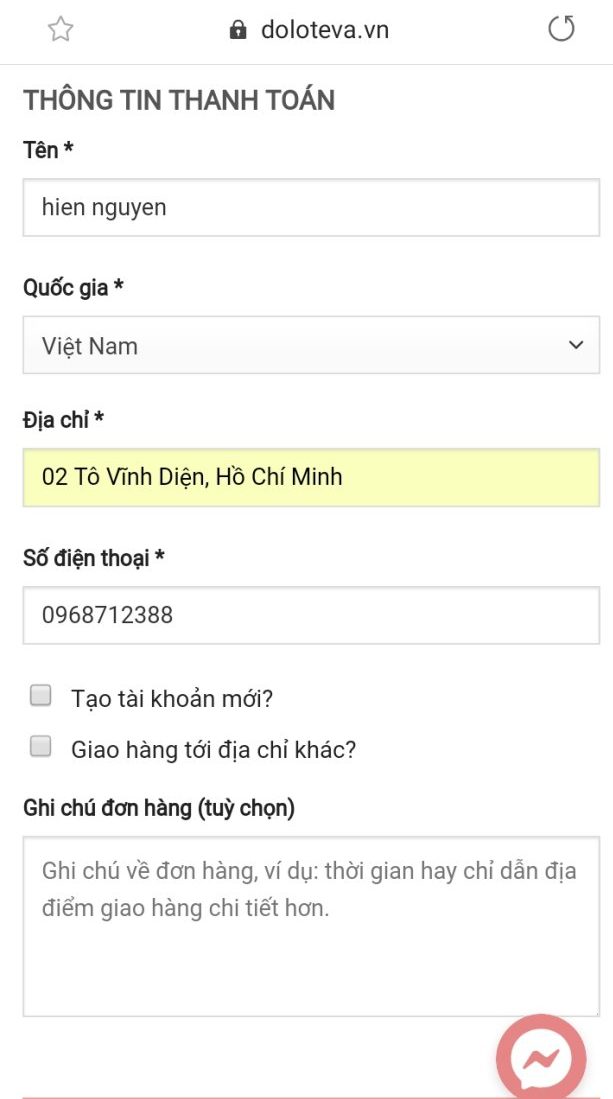 doloteva.vn
THÔNG TIN THANH TOÁN
Tên *
hien nguyen
Quốc gia *
Việt Nam
Địa chỉ *
02 Tô Vĩnh Diện, Hồ Chí Minh
Số điện thoại *
0968712388
Tạo tài khoản mới?
Giao hàng tới địa chỉ khác?
Ghi chú đơn hàng (tuỳ chọn)
Ghi chú về đơn hàng, ví dụ: thời gian hay chỉ dẫn địa
điểm giao hàng chi tiết hơn.